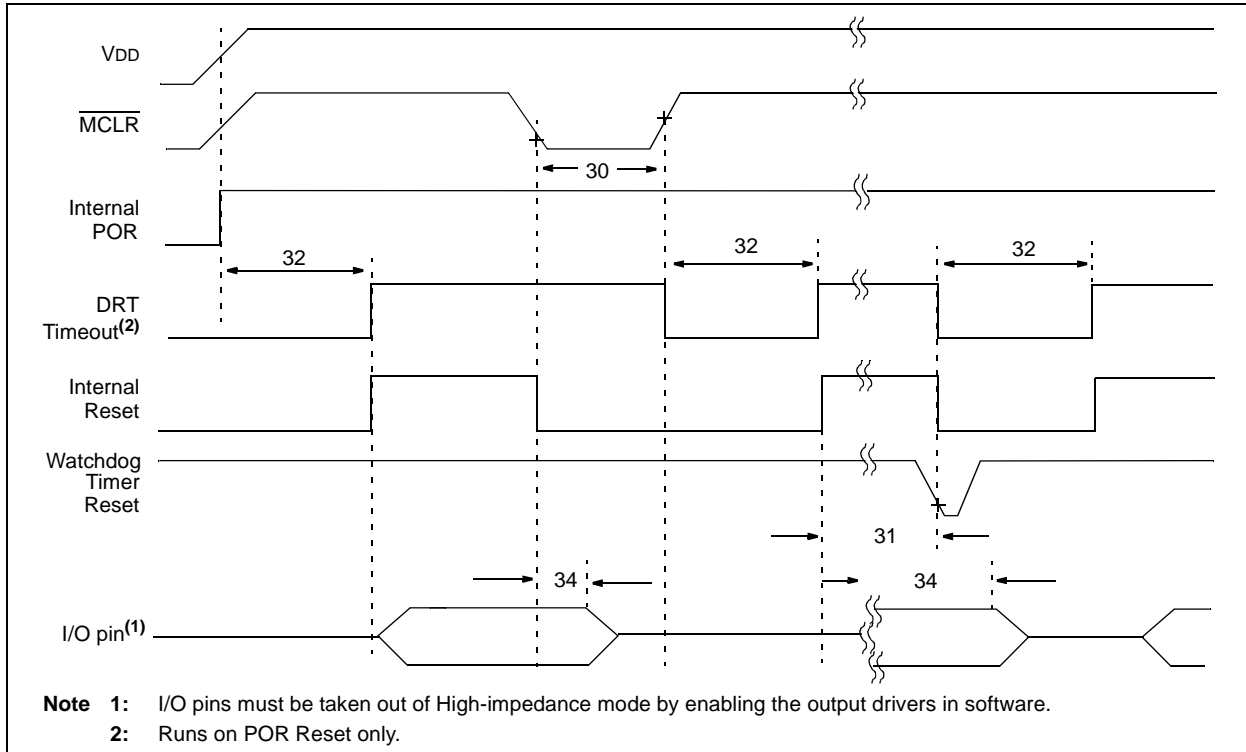 VDD
MCLR
30
Internal
POR
32
32
32
DRT
Timeout(2)
Internal
Reset
Watchdog
Timer
Reset
31
34
34
I/O pin(1)
Note 1: I/O pins must be taken out of High-impedance mode by enabling the output drivers in software.
2: Runs on POR Reset only.